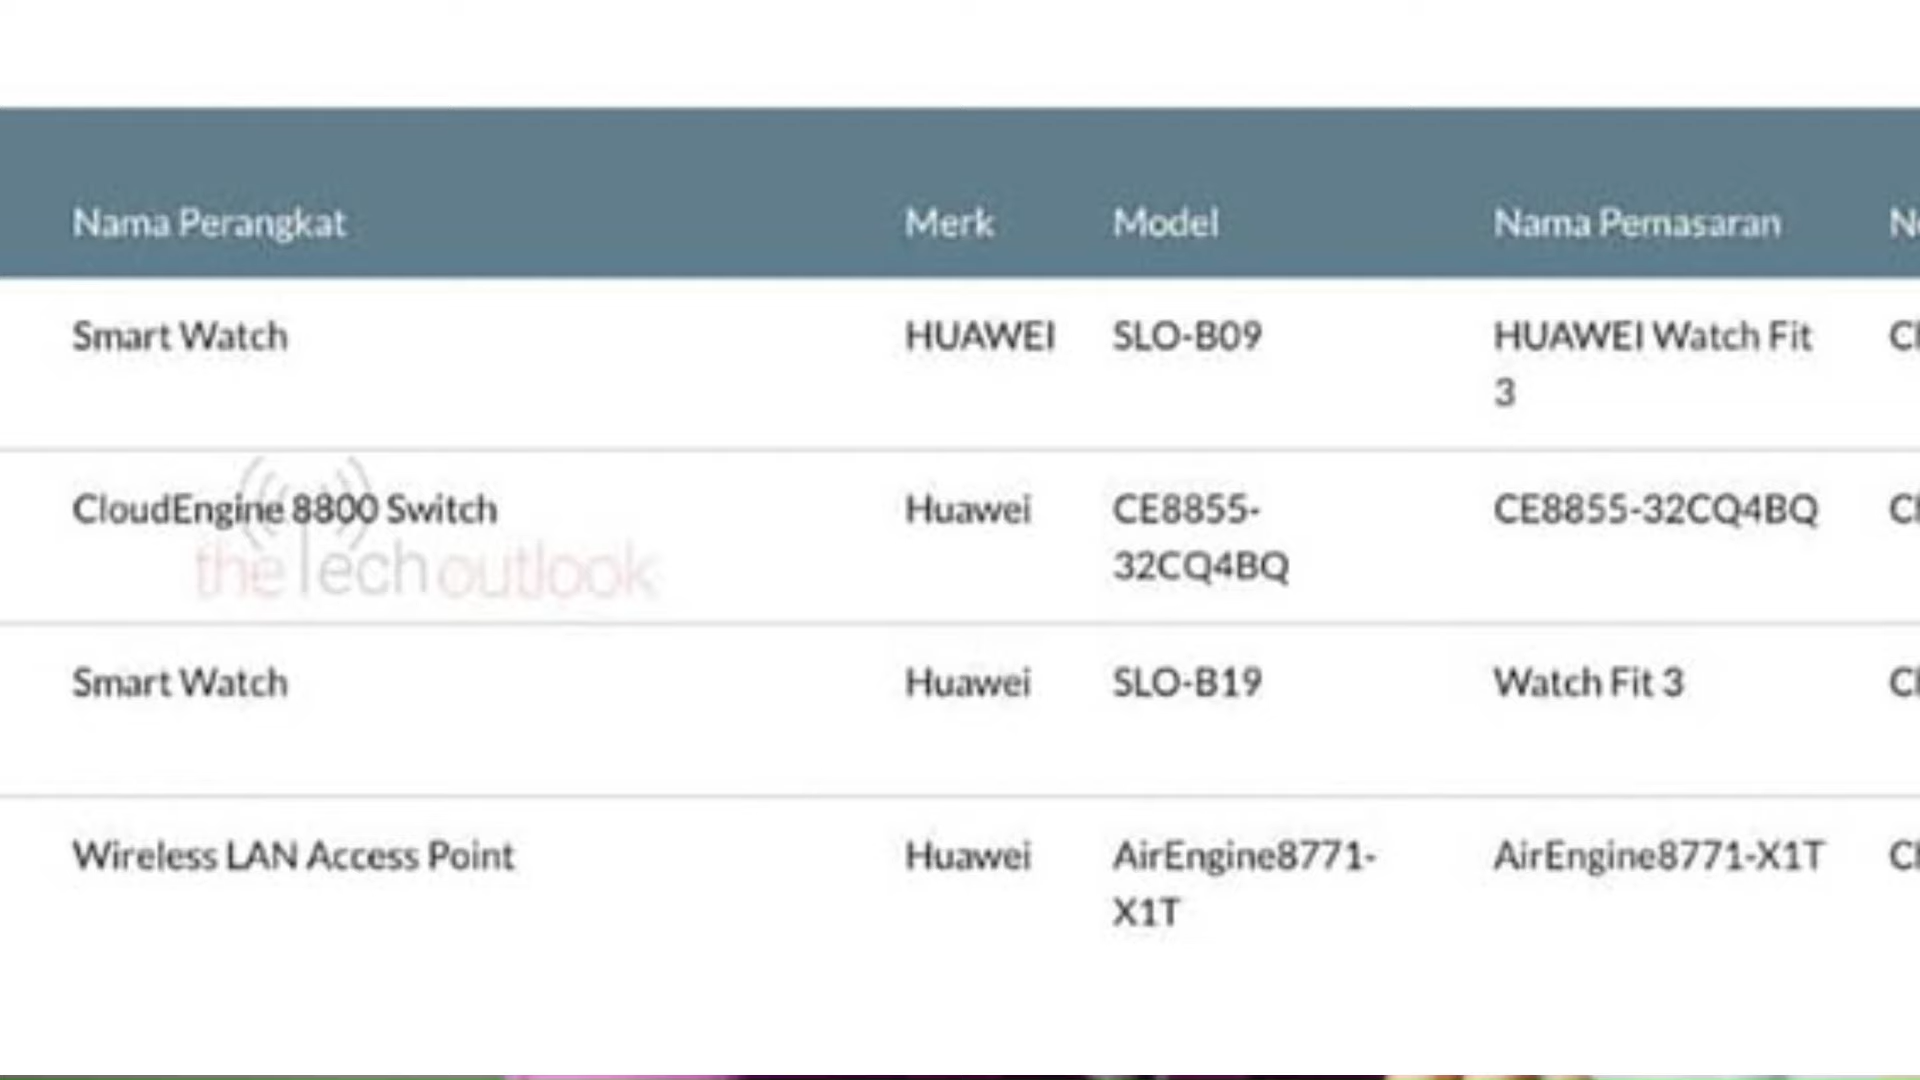 Nama Perangkat Merk Model Nama Pemasaran
Smart Watch HUAWEI SLO-B09 HUAWEI Watch Fit
3
CloudEngine 8800 Switch Huawei CE8855- CE8855-32CQ4BQ
32CQ4BQ
theTechoutlook
Smart Watch Huawei SLO-B19 Watch Fit 3
Wireless LAN Access Point Huawei AirEngine8771- AirEngine8771-X1T
X1T